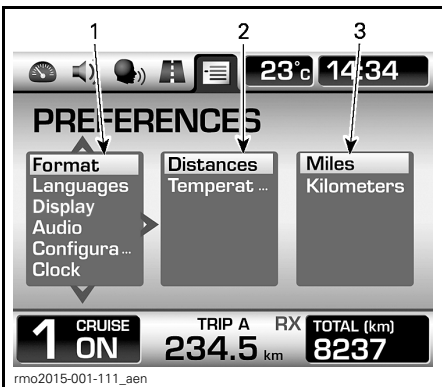 1 2 3
23°c 14:34
PREFERENCES
Format Distances Miles
Languages Temperat ... Kilometers
Display
Audio
Configura ...
Clock
1 CRUISE ON TRIP A 234.5 km RX TOTAL (km) 8237
rmo2015-001-111_aen